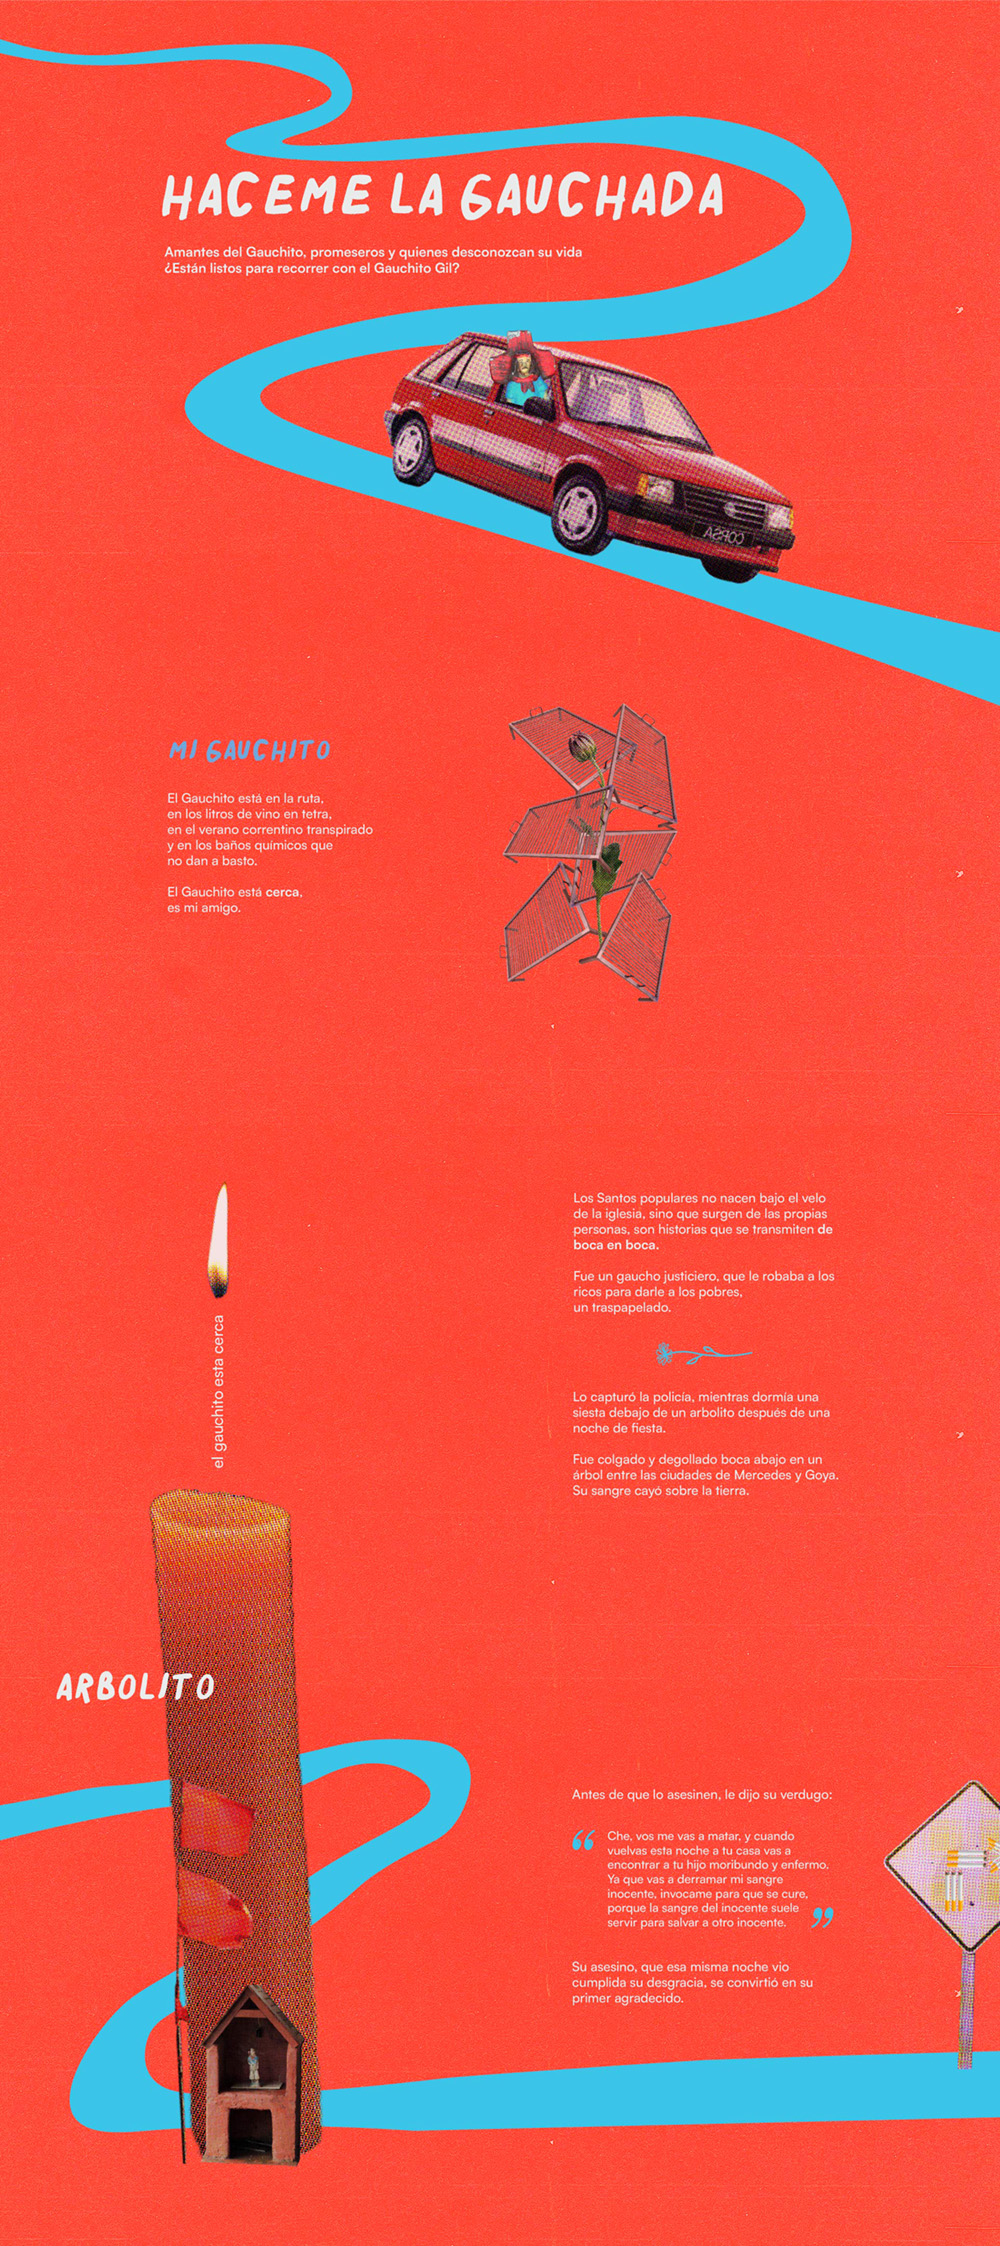 HACEME LA GAUCHADA
Amantes del Gauchito, promeseros y quienes desconozcan su vida
¿Están listos para recorrer con el Gauchito Gil?
CORSA
MI GAUCHITO
El Gauchito está en la ruta,
en los litros de vino en tetra,
en el verano correntino transpirado
y en los baños químicos que
no dan a basto.
El Gauchito está cerca,
es mi amigo.
el gauchito esta cerca
Los Santos populares no nacen bajo el velo
de la iglesia, sino que surgen de las propias
personas, son historias que se transmiten de
boca en boca.
Fue un gaucho justiciero, que le robaba a los
ricos para darle a los pobres,
un traspapelado.
Lo capturó la policía, mientras dormía una
siesta debajo de un arbolito después de una
noche de fiesta.
Fue colgado y degollado boca abajo en un
árbol entre las ciudades de Mercedes y Goya.
Su sangre cayó sobre la tierra.
ARBOLITO
Antes de que lo asesinen, le dijo su verdugo:
“ Che, vos me vas a matar, y cuando
vuelvas esta noche a tu casa vas a
encontrar a tu hijo moribundo y enfermo.
Ya que vas a derramar mi sangre
inocente, invocame para que se cure,
porque la sangre del inocente suele
servir para salvar a otro inocente. ”
Su asesino, que esa misma noche vio
cumplida su desgracia, se convirtió en su
primer agradecido.